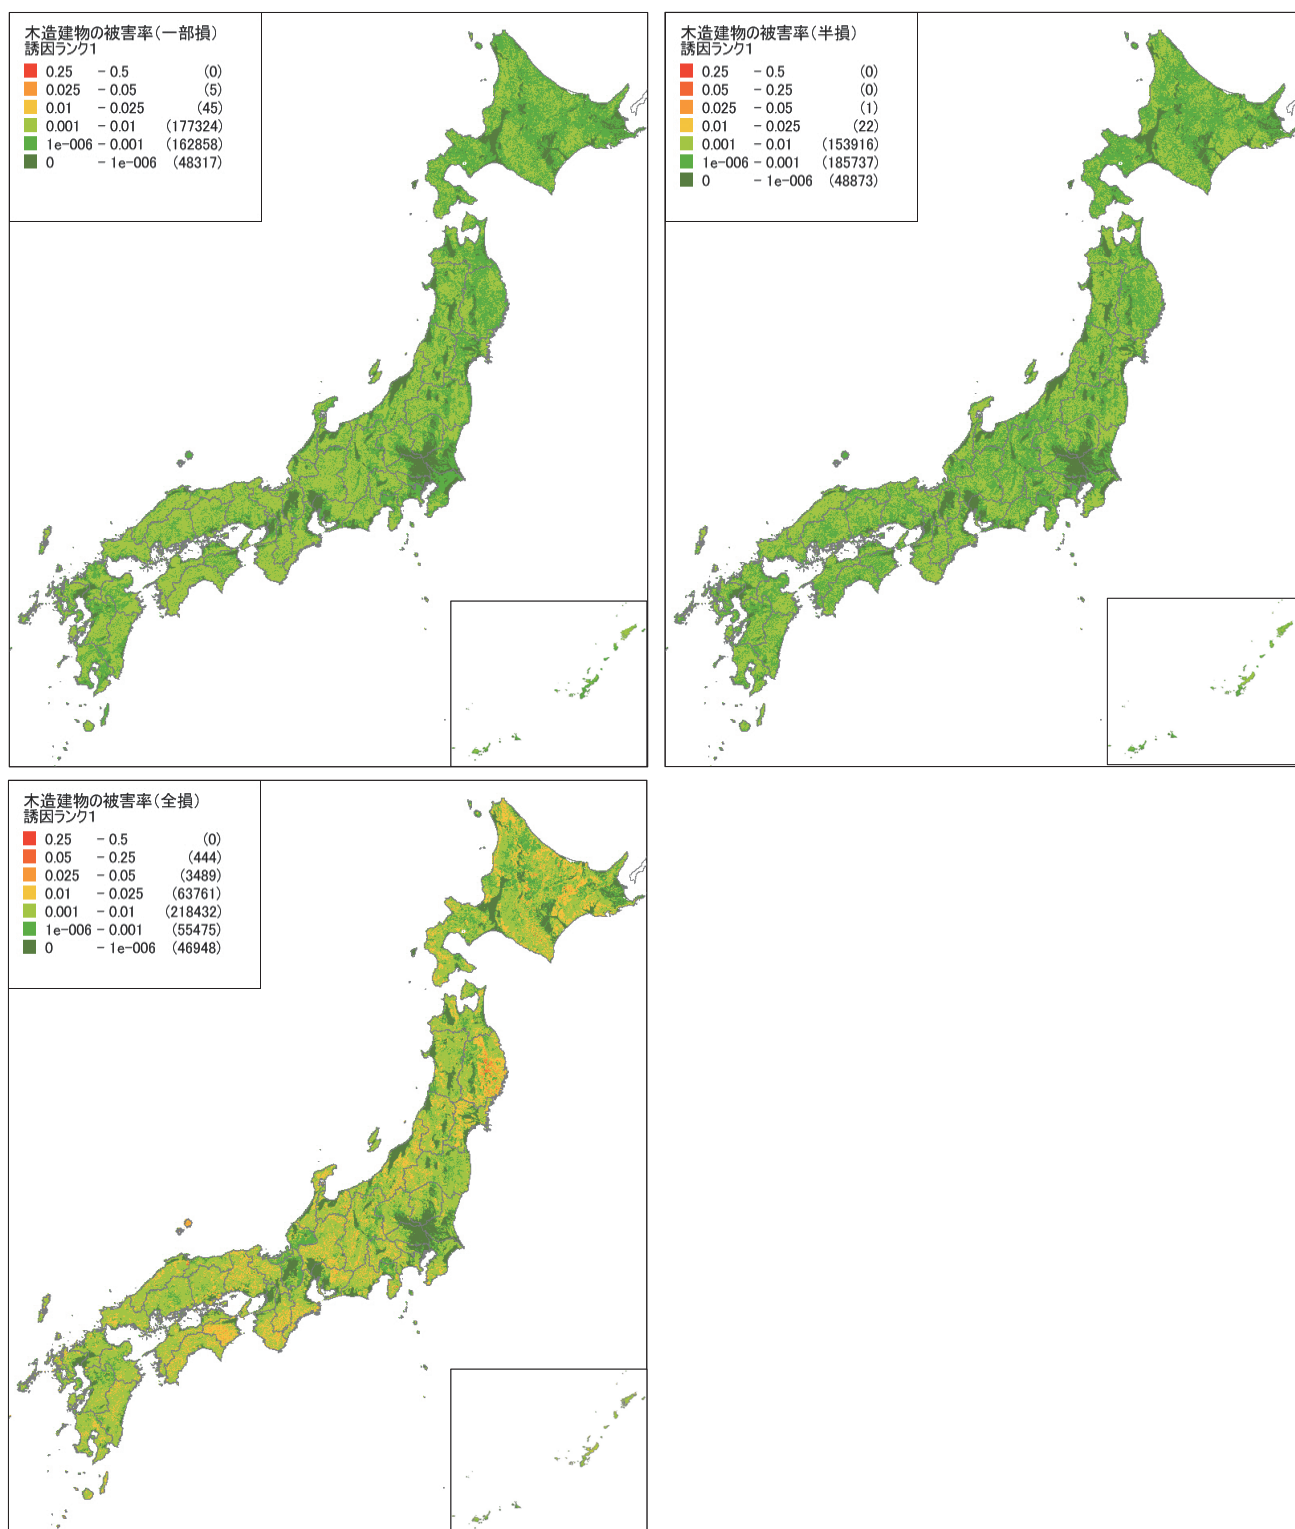 木造建物の被害率(一部損)
誘因ランク1
0.25 - 0.5 (0)
0.025 - 0.05 (5)
0.01 - 0.025 (45)
0.001 - 0.01 (177324)
1e-006 - 0.001 (162858)
0 - 1e-006 (48317)
木造建物の被害率(半損)
誘因ランク1
0.25 - 0.5 (0)
0.05 - 0.25 (0)
0.025 - 0.05 (1)
0.01 - 0.025 (22)
0.001 - 0.01 (153916)
1e-006 - 0.001 (185737)
0 - 1e-006 (48873)
木造建物の被害率(全損)
誘因ランク1
0.25 - 0.5 (0)
0.05 - 0.25 (444)
0.025 - 0.05 (3489)
0.01 - 0.025 (63761)
0.001 - 0.01 (218432)
1e-006 - 0.001 (55475)
0 - 1e-006 (46948)